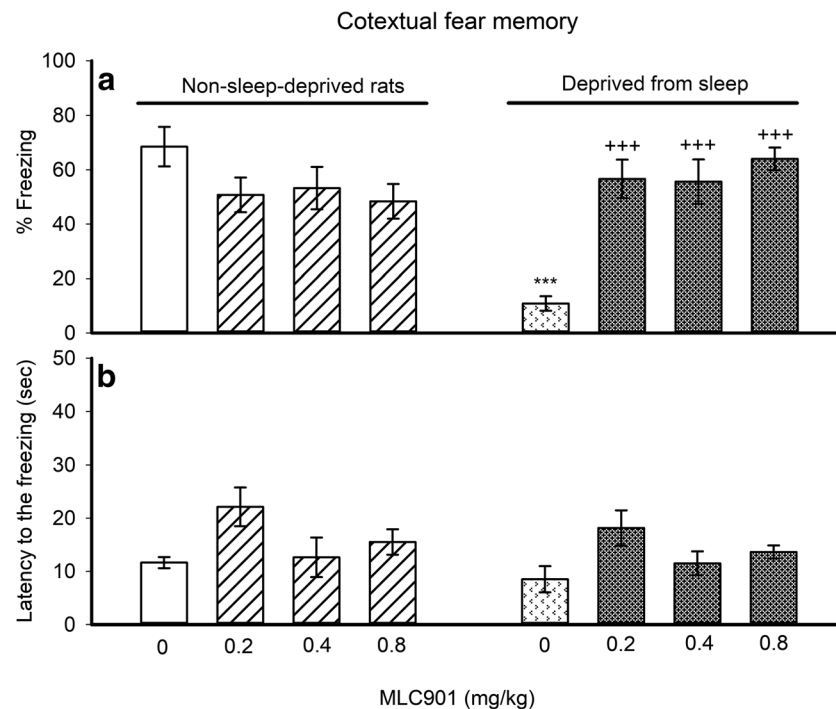 Cotextual fear memory
a
Non-sleep-deprived rats
Deprived from sleep
% Freezing
100
80
60
40
20
0
***
+++
+++
+++
b
Latency to the freezing (sec)
50
40
30
20
10
0
0 0.2 0.4 0.8 0 0.2 0.4 0.8
MLC901 (mg/kg)